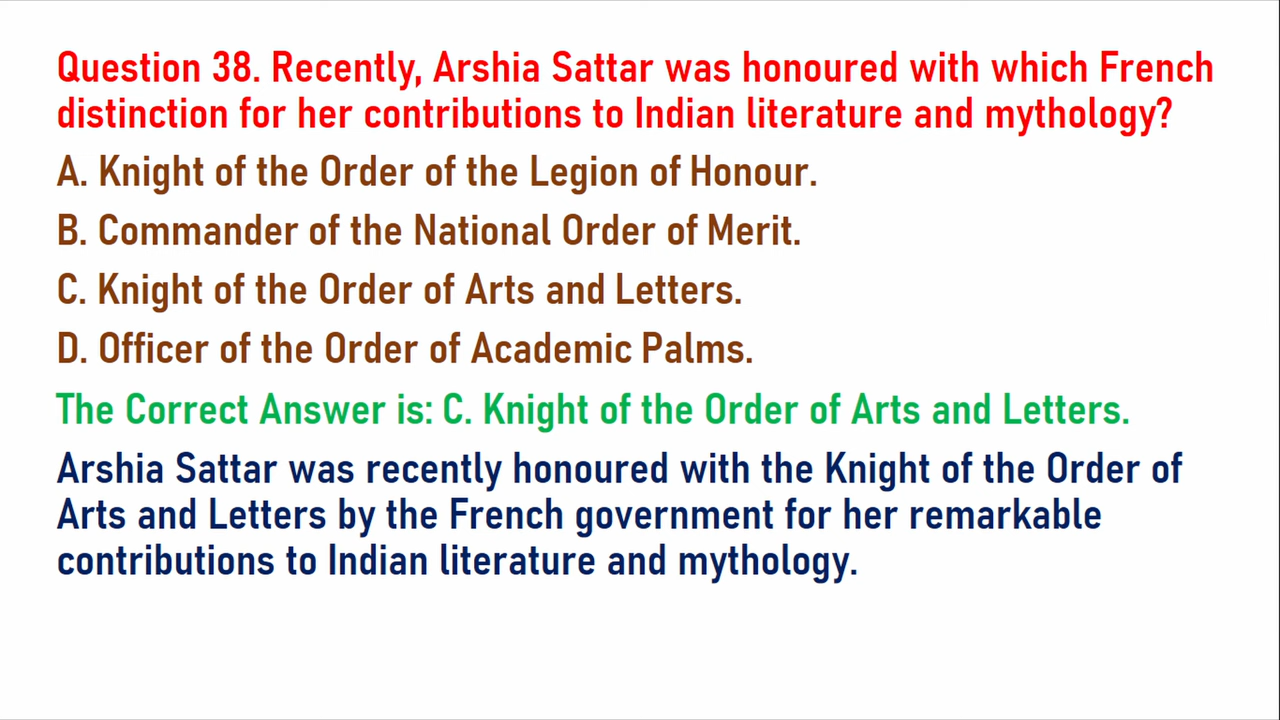 Question 38. Recently, Arshia Sattar was honoured with which French
distinction for her contributions to Indian literature and mythology?
A. Knight of the Order of the Legion of Honour.
B. Commander of the National Order of Merit.
C. Knight of the Order of Arts and Letters.
D. Officer of the Order of Academic Palms.
The Correct Answer is: C. Knight of the Order of Arts and Letters.
Arshia Sattar was recently honoured with the Knight of the Order of
Arts and Letters by the French government for her remarkable
contributions to Indian literature and mythology.